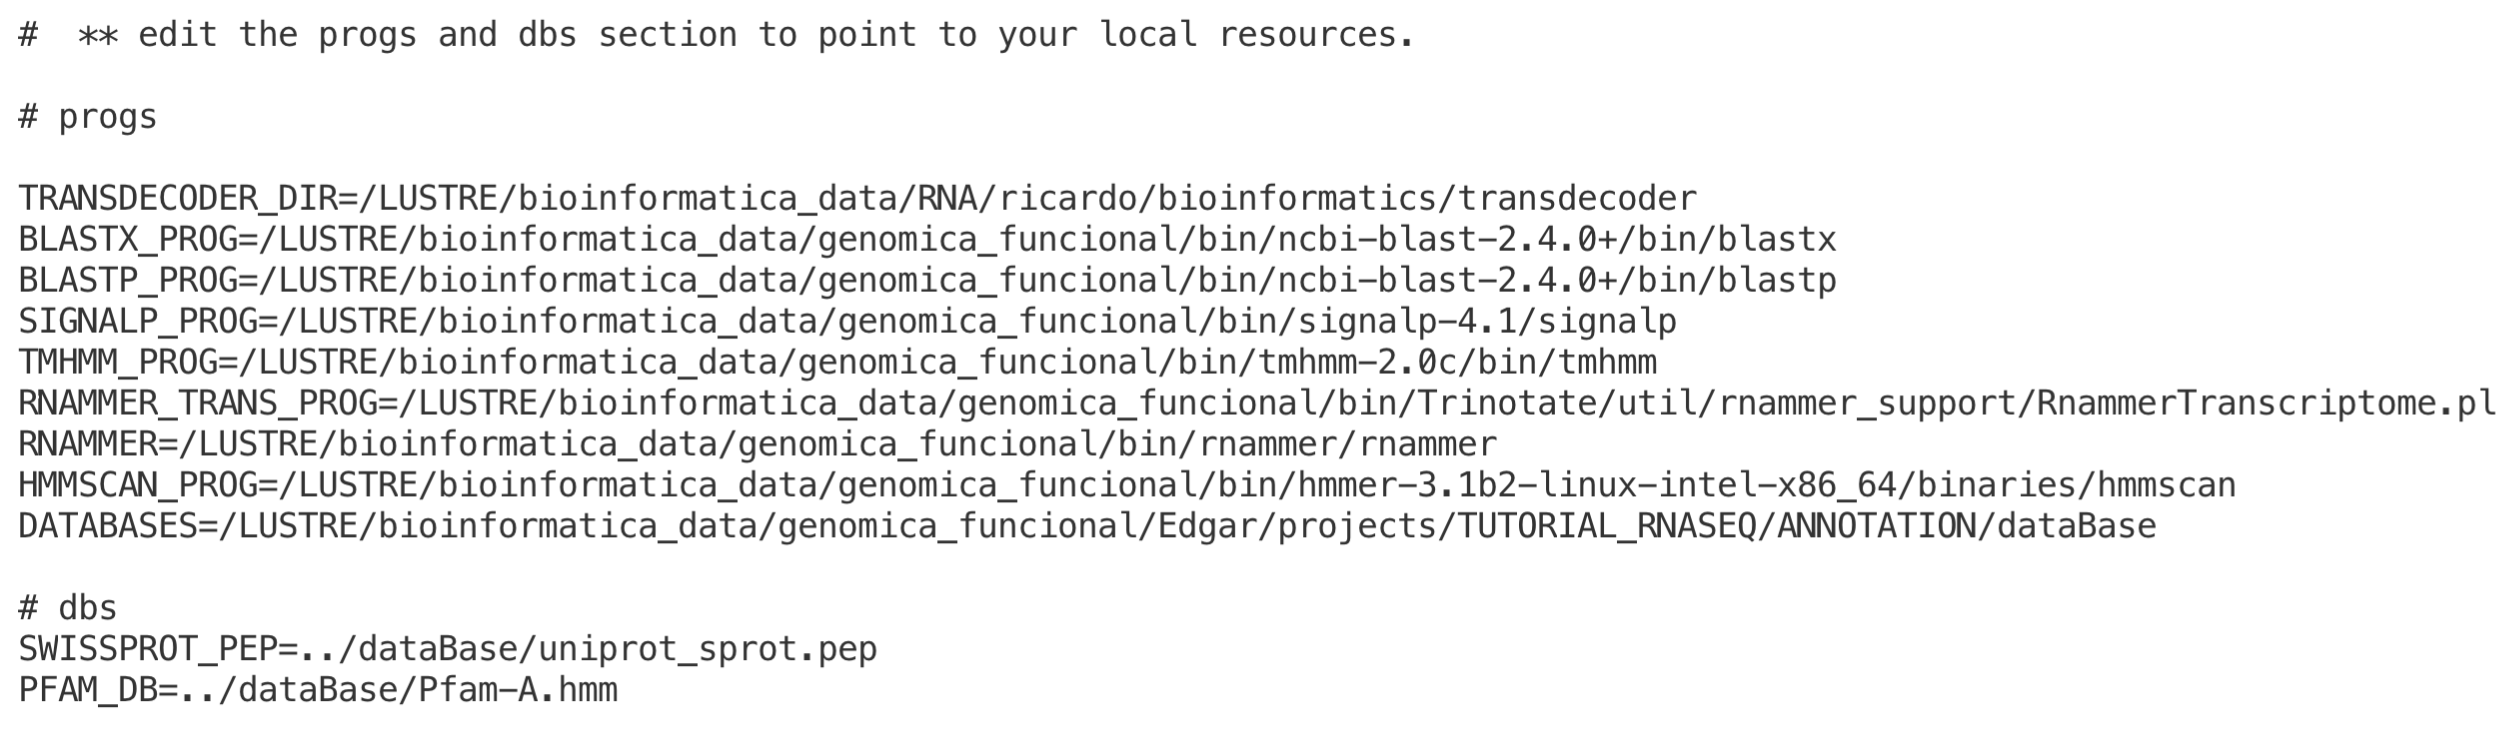 #  ** edit the progs and dbs section to point to your local resources.

# progs

TRANSDECODER_DIR=/LUSTRE/bioinformatica_data/RNA/ricardo/bioinformatics/transdecoder
BLASTX_PROG=/LUSTRE/bioinformatica_data/genomica_funcional/bin/ncbi-blast-2.4.0+/bin/blastx
BLASTP_PROG=/LUSTRE/bioinformatica_data/genomica_funcional/bin/ncbi-blast-2.4.0+/bin/blastp
SIGNALP_PROG=/LUSTRE/bioinformatica_data/genomica_funcional/bin/signalp-4.1/signalp
TMHMM_PROG=/LUSTRE/bioinformatica_data/genomica_funcional/bin/tmhmm-2.0c/bin/tmhmm
RNAMMER_TRANS_PROG=/LUSTRE/bioinformatica_data/genomica_funcional/bin/Trinotate/util/rnammer_support/RnammerTranscriptome.pl
RNAMMER=/LUSTRE/bioinformatica_data/genomica_funcional/bin/rnammer/rnammer
HMMSCAN_PROG=/LUSTRE/bioinformatica_data/genomica_funcional/bin/hmmer-3.1b2-linux-intel-x86_64/binaries/hmmscan
DATABASES=/LUSTRE/bioinformatica_data/genomica_funcional/Edgar/projects/TUTORIAL_RNASEQ/ANNOTATION/dataBase

# dbs
SWISSPROT_PEP=../dataBase/uniprot_sprot.pep
PFAM_DB=../dataBase/Pfam-A.hmm